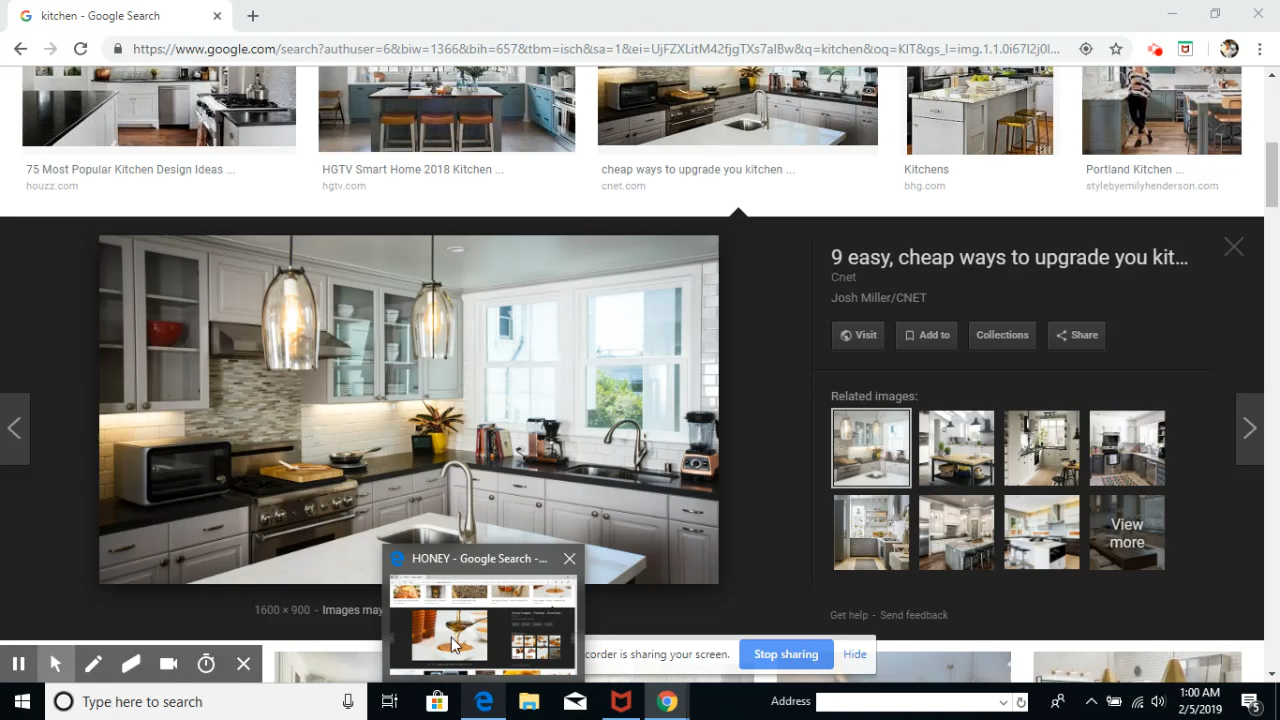 kitchen - Google Search
https://www.google.com/search?authuser=6&biw=1366&bih=657&tbm=isch&sa=1&ei=UjFZXLitM42fjgTXs7alBw&q=kitchen&oq=KIT&gs_l=img.1.1.0i67l2j0l...
75 Most Popular Kitchen Design Ideas ...
houzz.com
HGTV Smart Home 2018 Kitchen ...
hgtv.com
cheap ways to upgrade you kitchen ...
cnet.com
Kitchens
bhg.com
Portland Kitchen ...
stylebyemilyhenderson.com
9 easy, cheap ways to upgrade you kit...
Cnet
Josh Miller/CNET
Visit
Add to
Collections
Share
Related images:
View
more
Get help - Send feedback
1600 × 900 - Images may
HONEY - Google Search -...
corder is sharing your screen.
Stop sharing
Hide
Type here to search
Address
1:00 AM
2/5/2019
5